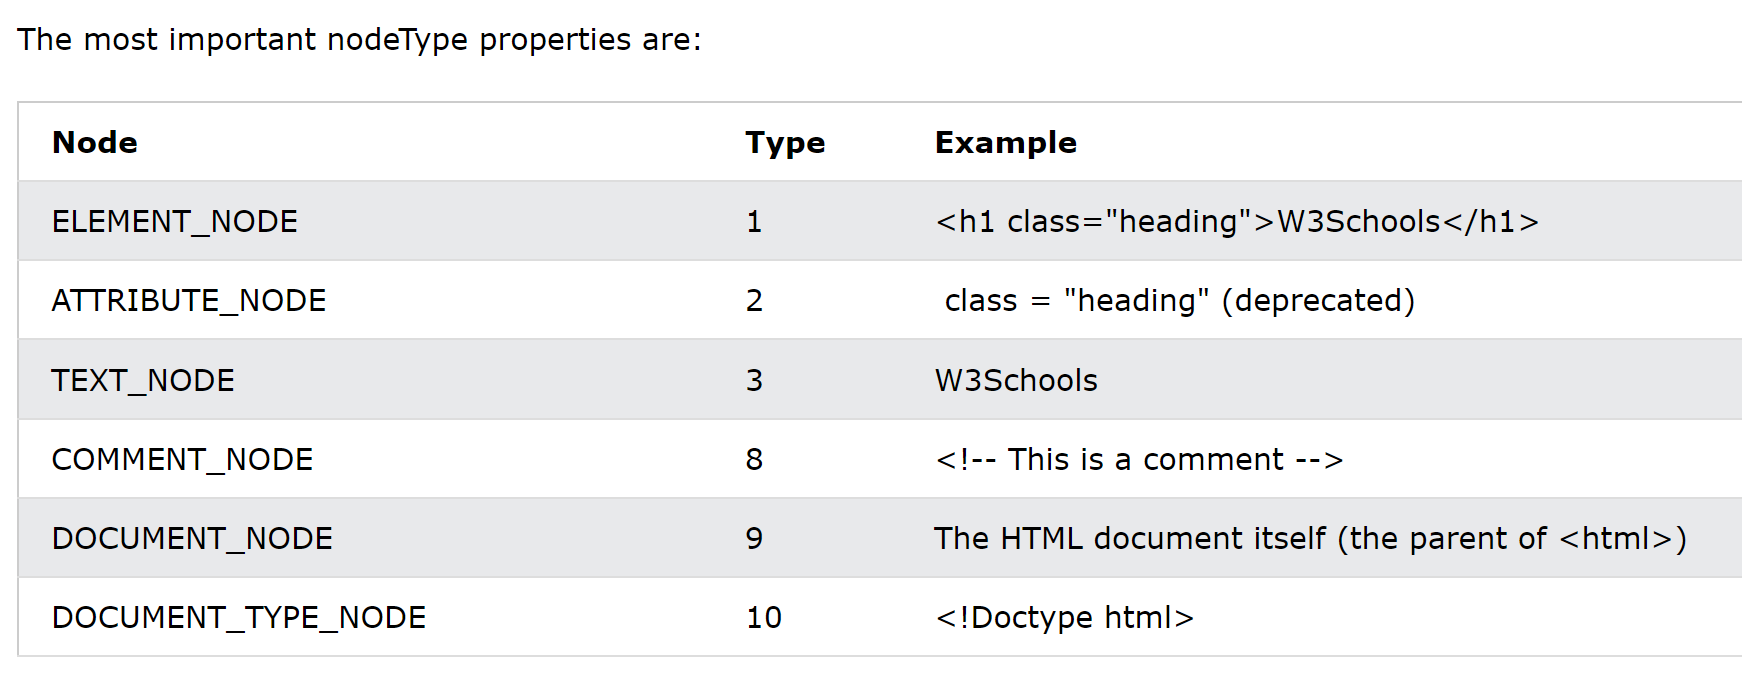 The most important nodeType properties are:
Node Type Example
ELEMENT_NODE 1 <h1 class="heading">W3Schools</h1>
ATTRIBUTE_NODE 2 class = "heading" (deprecated)
TEXT_NODE 3 W3Schools
COMMENT_NODE 8 <!-- This is a comment -->
DOCUMENT_NODE 9 The HTML document itself (the parent of <html>)
DOCUMENT_TYPE_NODE 10 <!Doctype html>